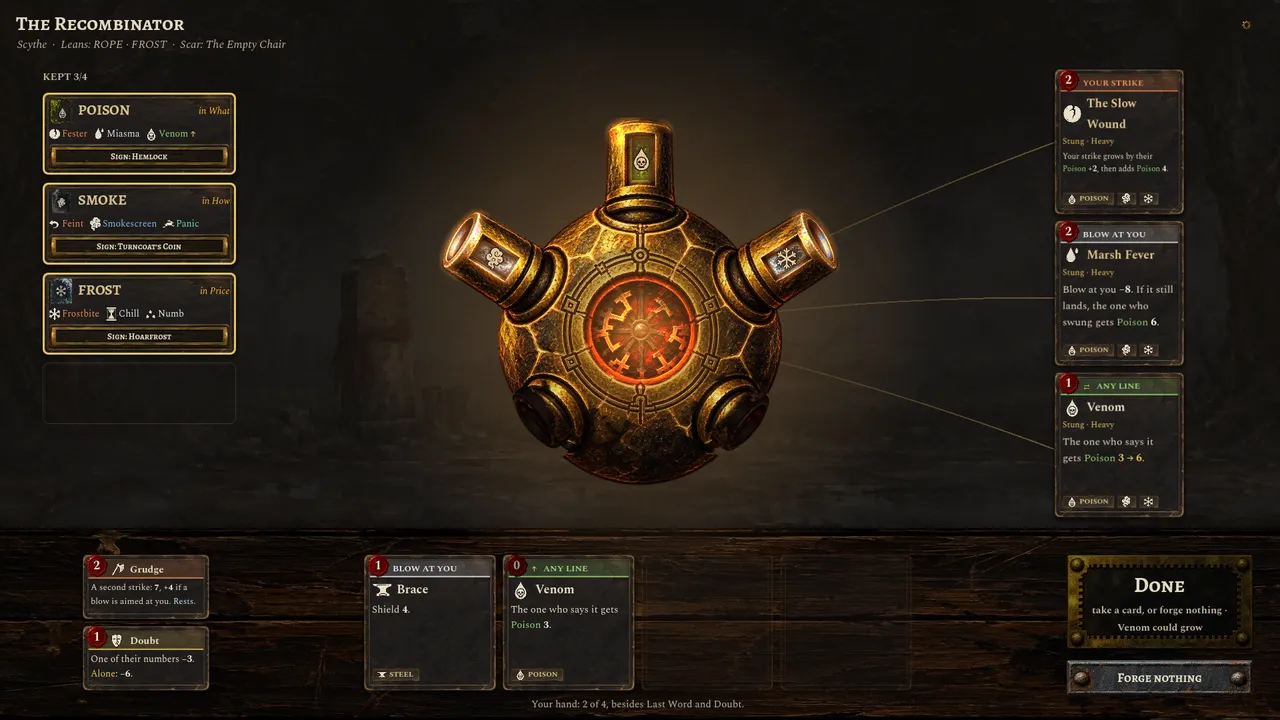 The Recombinator
Scythe · Leans: ROPE · FROST · Scar: The Empty Chair
KEPT 3/4
POISON in What
Fester Miasma Venom ↑
Sign: Hemlock
SMOKE in How
Feint Smokescreen Panic
Sign: Turncoat's Coin
FROST in Price
Frostbite Chill Numb
Sign: Hoarfrost
2 YOUR STRIKE
The Slow
Wound
Stung · Heavy
Your strike grows by their
Poison +2, then adds Poison 4.
POISON
2 BLOW AT YOU
Marsh Fever
Stung · Heavy
Blow at you −8. If it still
lands, the one who
swung gets Poison 6.
POISON
1 ANY LINE
Venom
Stung · Heavy
The one who says it
gets Poison 3 → 6.
POISON
2 Grudge
A second strike: 7, +4 if a
blow is aimed at you. Rests.
1 Doubt
One of their numbers −3.
Alone: −6.
1 BLOW AT YOU
Brace
Shield 4.
STEEL
0 ↑ ANY LINE
Venom
The one who says it gets
Poison 3.
POISON
Done
take a card, or forge nothing ·
Venom could grow
Forge nothing
Your hand: 2 of 4, besides Last Word and Doubt.